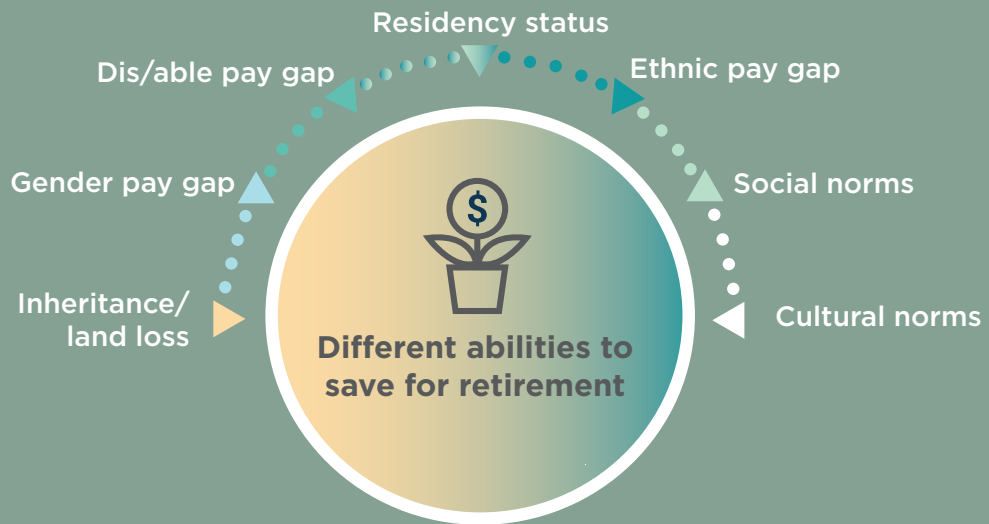 Residency status
Dis/able pay gap
Ethnic pay gap
Gender pay gap
Social norms
Inheritance/
land loss
Cultural norms
$
Different abilities to
save for retirement